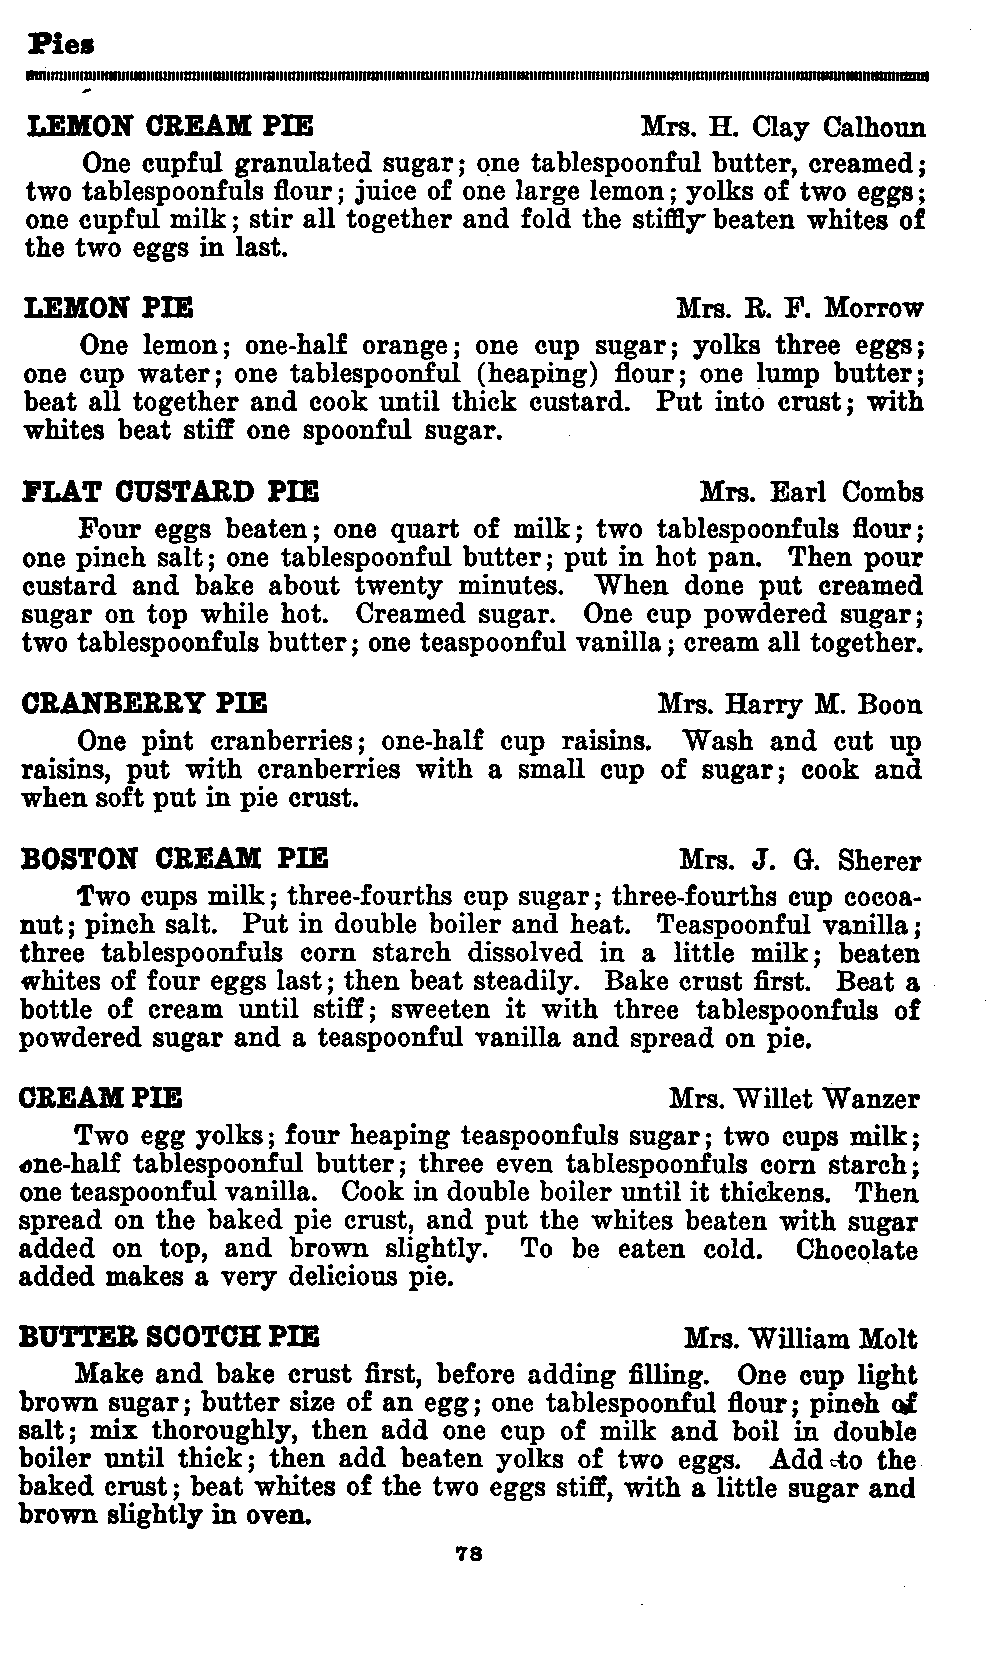 Pies
LEMON CREAM PIE Mrs. H. Clay Calhoun
One cupful granulated sugar; one tablespoonful butter, creamed;
two tablespoonfuls flour; juice of one large lemon; yolks of two eggs;
one cupful milk; stir all together and fold the stiffly beaten whites of
the two eggs in last.
LEMON PIE Mrs. R. F. Morrow
One lemon; one-half orange; one cup sugar; yolks three eggs;
one cup water; one tablespoonful (heaping) flour; one lump butter;
beat all together and cook until thick custard. Put into crust; with
whites beat stiff one spoonful sugar.
FLAT CUSTARD PIE Mrs. Earl Combs
Four eggs beaten; one quart of milk; two tablespoonfuls flour;
one pinch salt; one tablespoonful butter; put in hot pan. Then pour
custard and bake about twenty minutes. When done put creamed
sugar on top while hot. Creamed sugar. One cup powdered sugar;
two tablespoonfuls butter; one teaspoonful vanilla; cream all together.
CRANBERRY PIE Mrs. Harry M. Boon
One pint cranberries; one-half cup raisins. Wash and cut up
raisins, put with cranberries with a small cup of sugar; cook and
when soft put in pie crust.
BOSTON CREAM PIE Mrs. J. G. Sherer
Two cups milk; three-fourths cup sugar; three-fourths cup cocoa-
nut; pinch salt. Put in double boiler and heat. Teaspoonful vanilla;
three tablespoonfuls corn starch dissolved in a little milk; beaten
whites of four eggs last; then beat steadily. Bake crust first. Beat a
bottle of cream until stiff; sweeten it with three tablespoonfuls of
powdered sugar and a teaspoonful vanilla and spread on pie.
CREAM PIE Mrs. Willet Wanzer
Two egg yolks; four heaping teaspoonfuls sugar; two cups milk;
one-half tablespoonful butter; three even tablespoonfuls corn starch;
one teaspoonful vanilla. Cook in double boiler until it thickens. Then
spread on the baked pie crust, and put the whites beaten with sugar
added on top, and brown slightly. To be eaten cold. Chocolate
added makes a very delicious pie.
BUTTER SCOTCH PIE Mrs. William Molt
Make and bake crust first, before adding filling. One cup light
brown sugar; butter size of an egg; one tablespoonful flour; pinch of
salt; mix thoroughly, then add one cup of milk and boil in double
boiler until thick; then add beaten yolks of two eggs. Add to the
baked crust; beat whites of the two eggs stiff, with a little sugar and
brown slightly in oven.
78